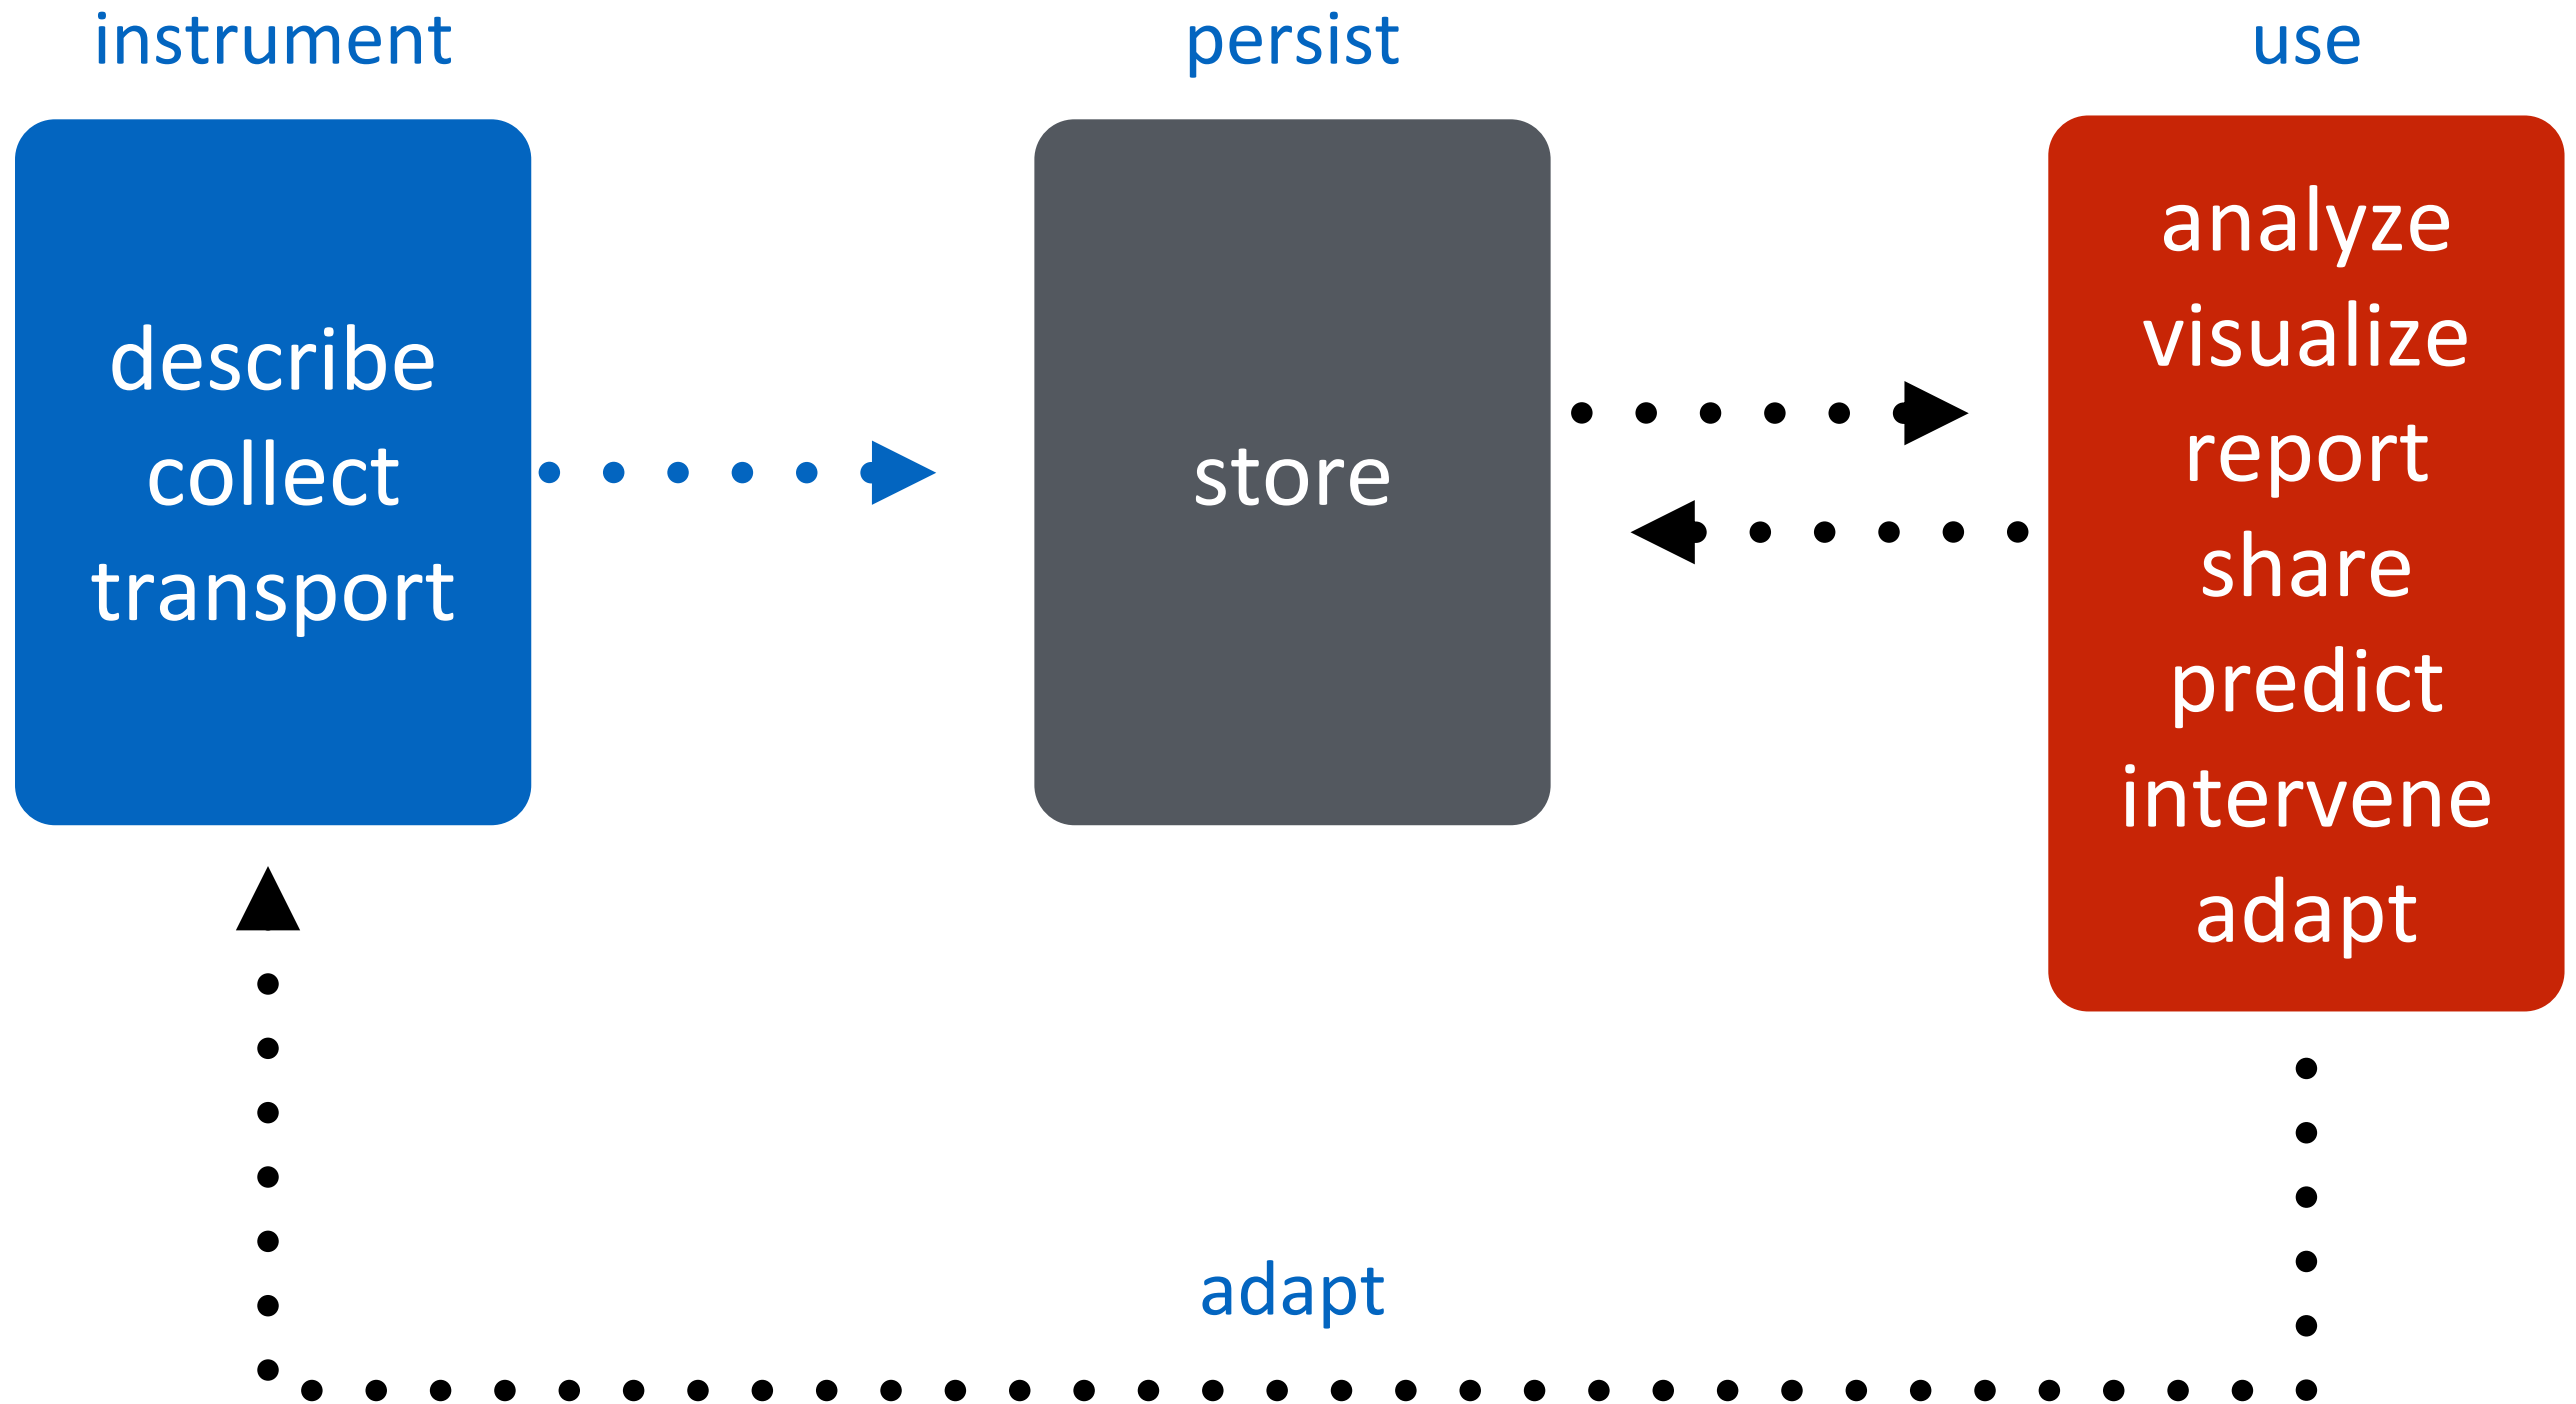 instrument
persist
use
describe
collect
transport
store
analyze
visualize
report
share
predict
intervene
adapt
adapt